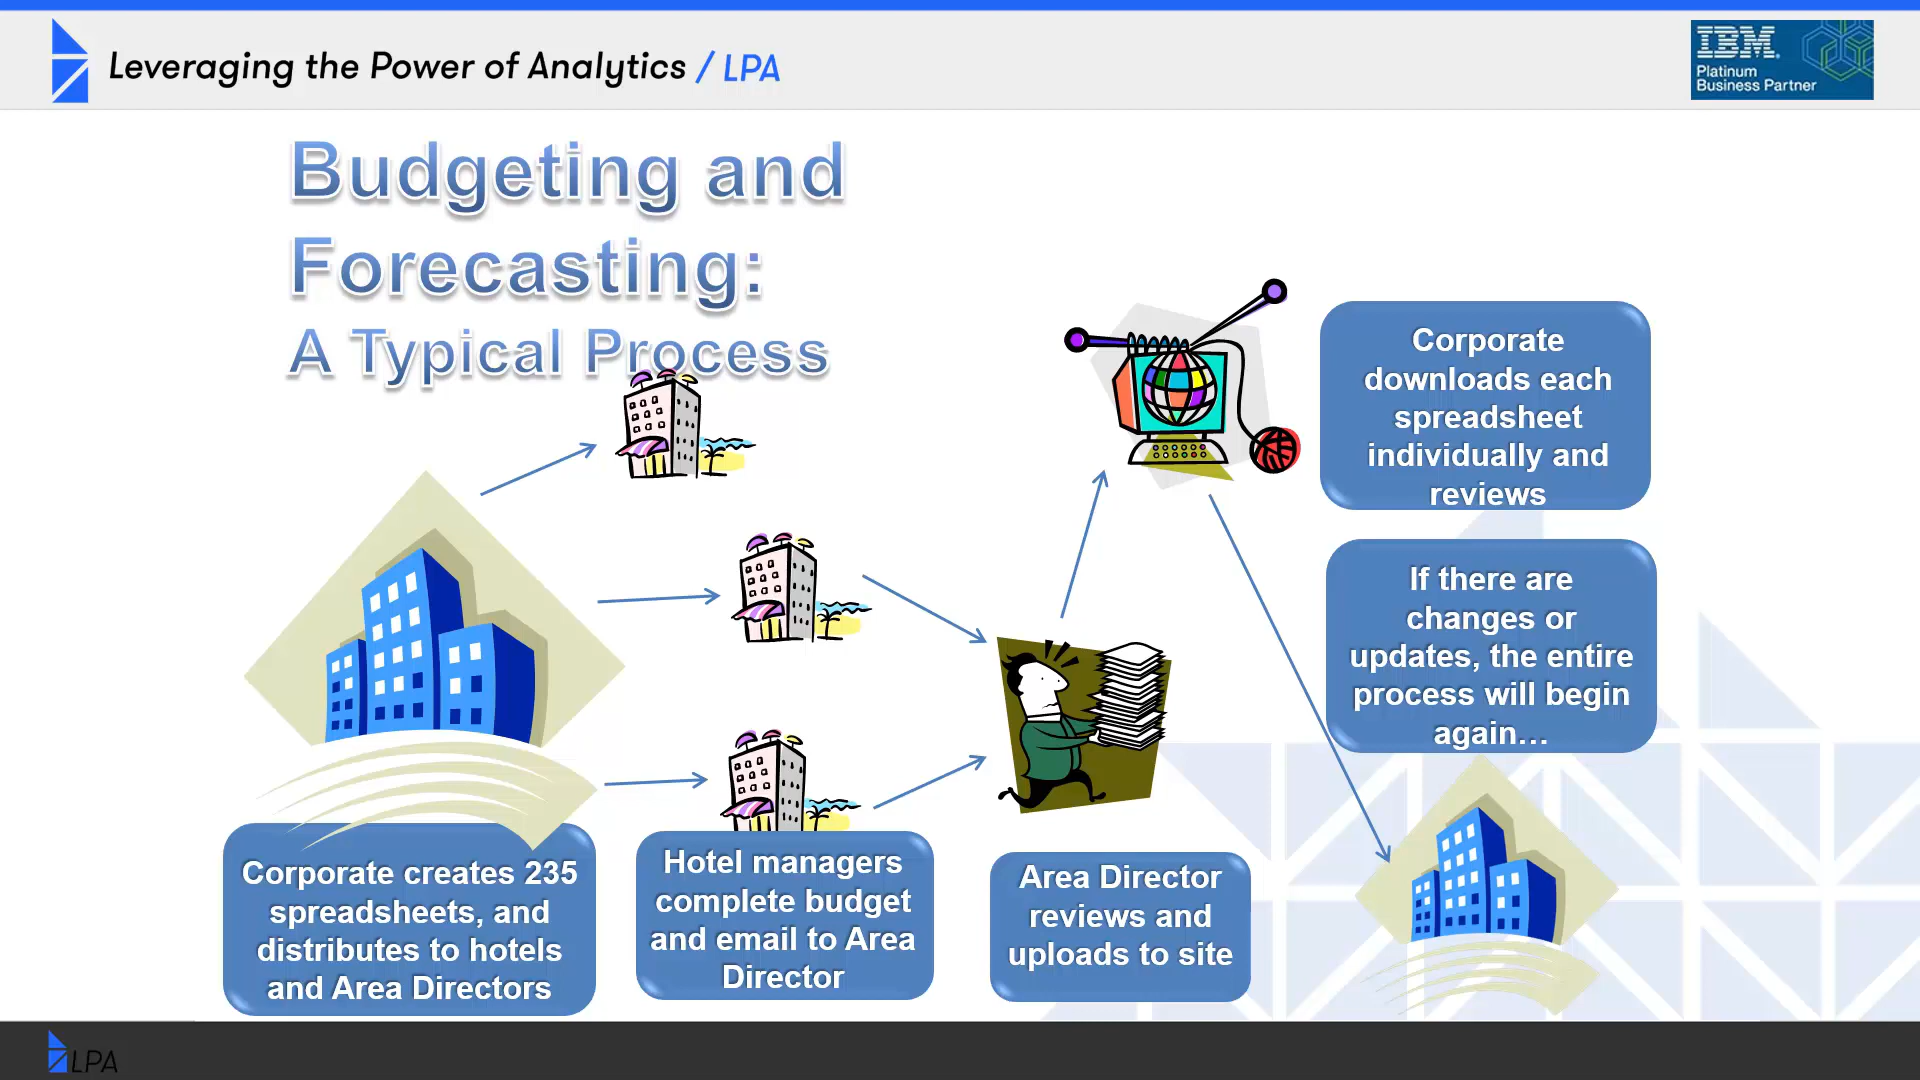 Leveraging the Power of Analytics / LPA
IBM
Platinum
Business Partner
Budgeting and
Forecasting:
A Typical Process
Corporate
downloads each
spreadsheet
individually and
reviews
If there are
changes or
updates, the entire
process will begin
again…
Corporate creates 235
spreadsheets, and
distributes to hotels
and Area Directors
Hotel managers
complete budget
and email to Area
Director
Area Director
reviews and
uploads to site
LPA